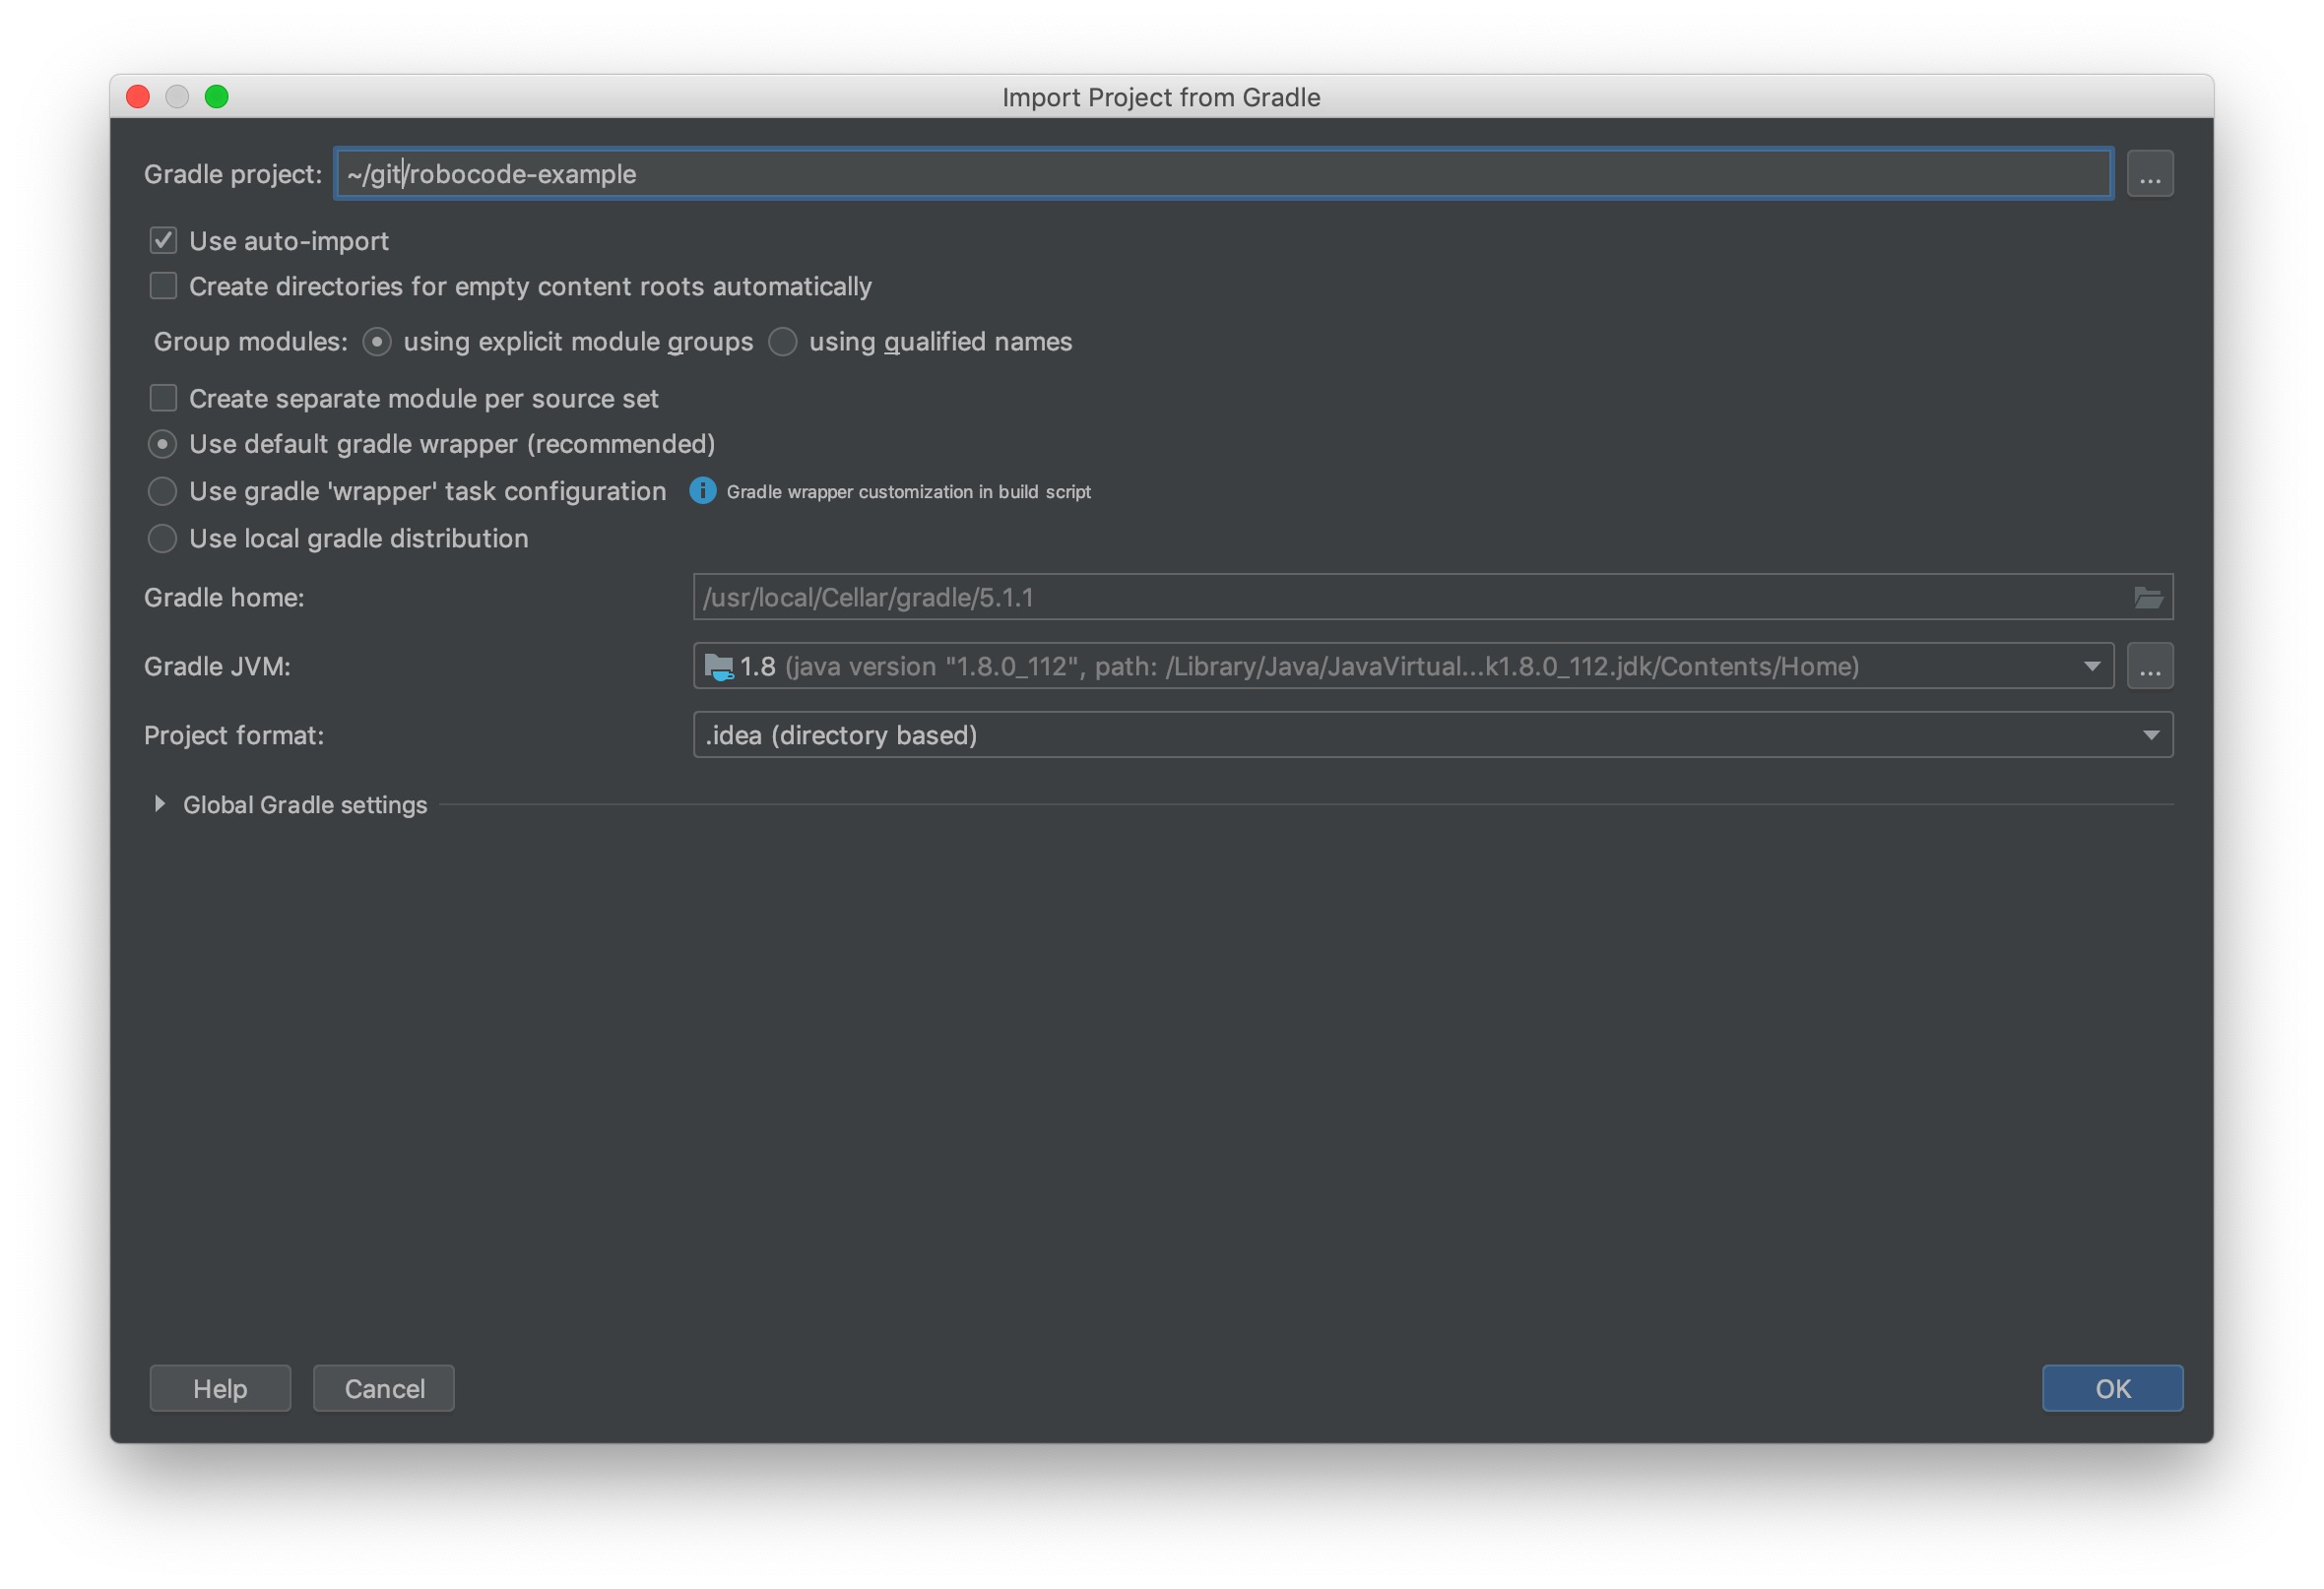 Import Project from Gradle
Gradle project: ~/git/robocode-example ...
Use auto-import
Create directories for empty content roots automatically
Group modules: using explicit module groups using qualified names
Create separate module per source set
Use default gradle wrapper (recommended)
Use gradle 'wrapper' task configuration Gradle wrapper customization in build script
Use local gradle distribution
Gradle home: /usr/local/Cellar/gradle/5.1.1
Gradle JVM: 1.8 (java version "1.8.0_112", path: /Library/Java/JavaVirtual...k1.8.0_112.jdk/Contents/Home) ...
Project format: .idea (directory based)
Global Gradle settings
Help Cancel OK